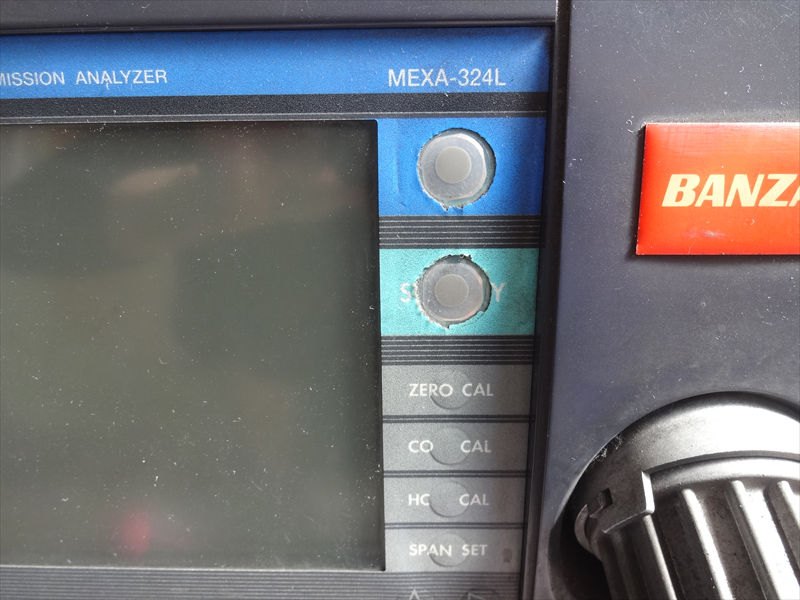 MISSION ANALYZER
MEXA-324L
BANZA
S Y
ZERO CAL
CO CAL
HC CAL
SPAN SET